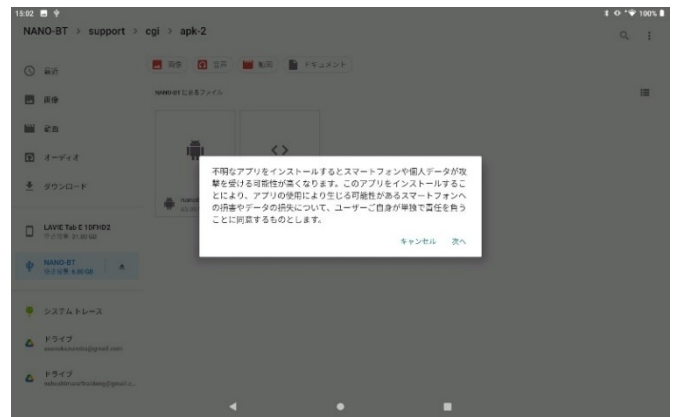 15:02
100%
NANO-BT > support > cgi > apk-2
最近
画像
音声
動画
ドキュメント
NANO-BT にあるファイル
画像
動画
オーディオ
ダウンロード
LAVIE Tab E 10FHD2
NANO-BT
システム トレース
ドライブ
ドライブ
不明なアプリをインストールするとスマートフォンや個人データが攻
撃を受ける可能性が高くなります。このアプリをインストールするこ
とにより、アプリの使用により生じる可能性があるスマートフォンへ
の損害やデータの損失について、ユーザーご自身が単独で責任を負う
ことに同意するものとします。
キャンセル 次へ